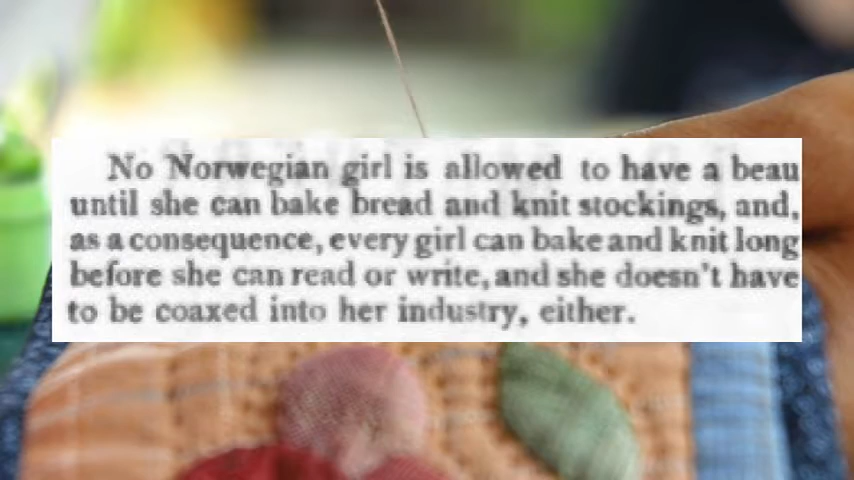 No Norwegian girl is allowed to have a beau
until she can bake bread and knit stockings, and,
as a consequence, every girl can bake and knit long
before she can read or write, and she doesn't have
to be coaxed into her industry, either.